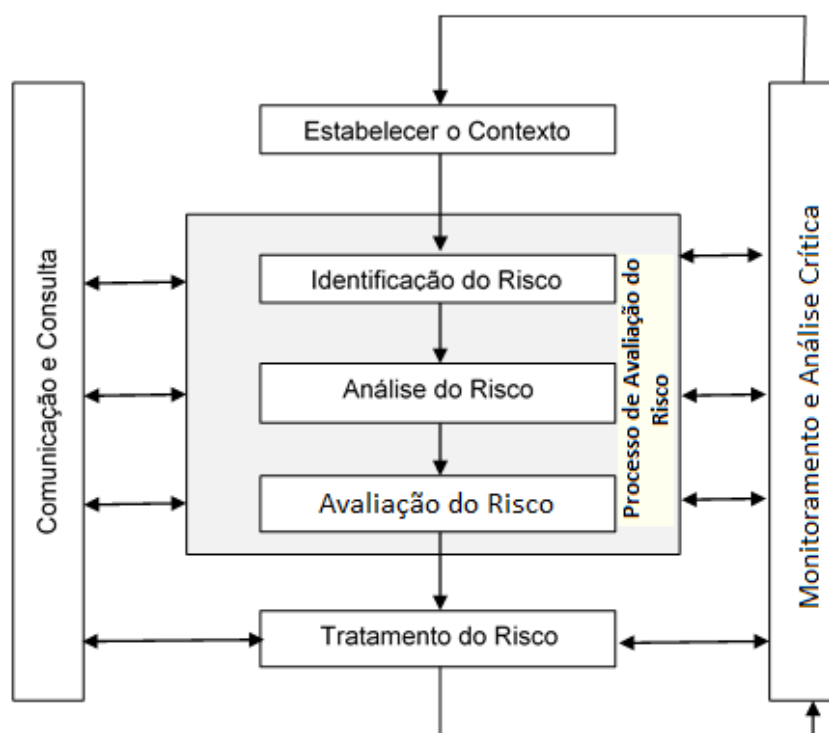 Estabelecer o Contexto
Comunicação e Consulta
Identificação do Risco
Análise do Risco
Avaliação do Risco
Processo de Avaliação do
Risco
Tratamento do Risco
Monitoramento e Análise Crítica